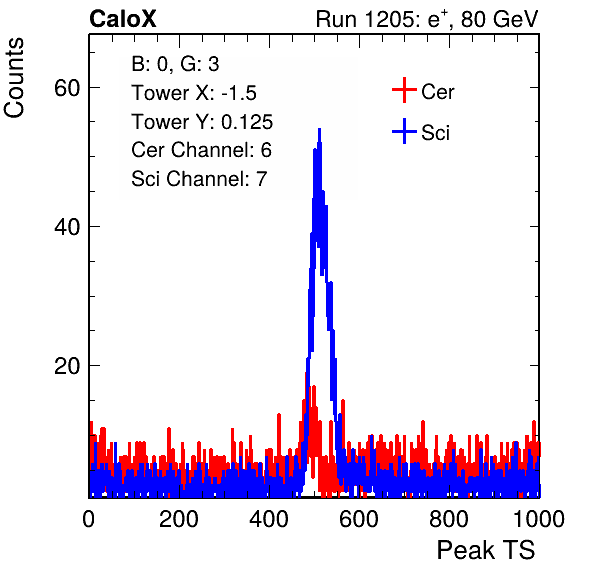 CaloX
Run 1205: e+, 80 GeV
Counts
B: 0, G: 3
Tower X: -1.5
Tower Y: 0.125
Cer Channel: 6
Sci Channel: 7
Cer
Sci
60
40
20
0 200 400 600 800 1000
Peak TS